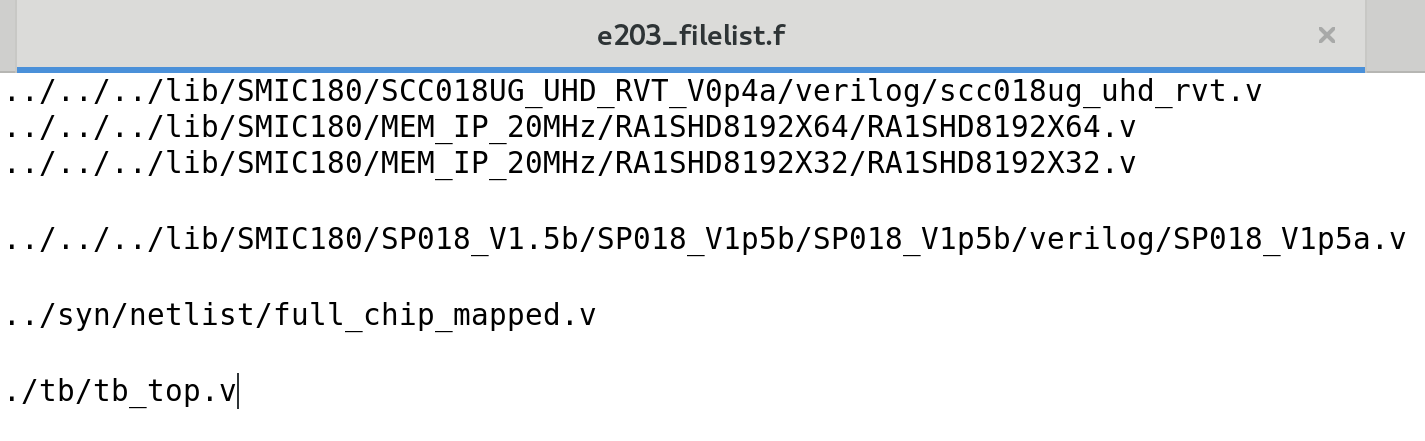 e203_filelist.f
../../../lib/SMIC180/SCC018UG_UHD_RVT_V0p4a/verilog/scc018ug_uhd_rvt.v
../../../lib/SMIC180/MEM_IP_20MHz/RA1SHD8192X64/RA1SHD8192X64.v
../../../lib/SMIC180/MEM_IP_20MHz/RA1SHD8192X32/RA1SHD8192X32.v
../../../lib/SMIC180/SP018_V1.5b/SP018_V1p5b/SP018_V1p5b/verilog/SP018_V1p5a.v
../syn/netlist/full_chip_mapped.v
./tb/tb_top.v